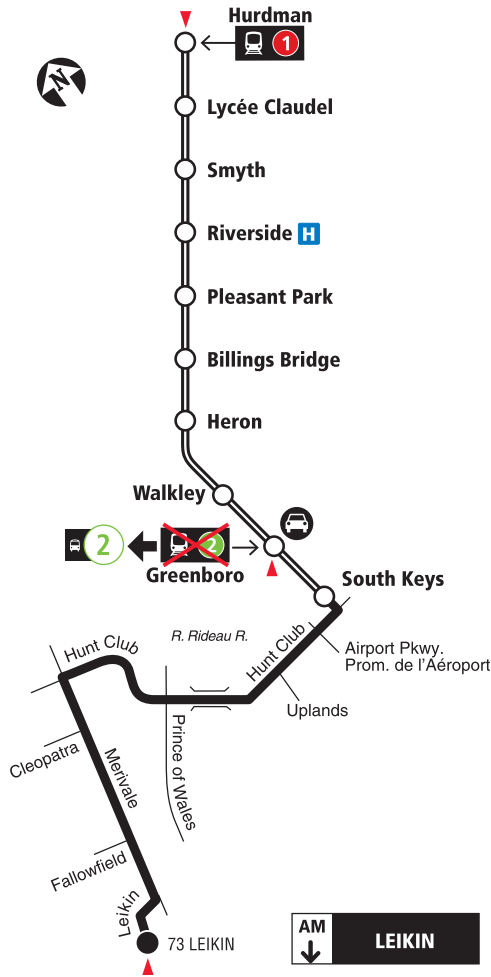 Hurdman
1
N
Lycée Claudel
Smyth
Riverside H
Pleasant Park
Billings Bridge
Heron
Walkley
2
2
Greenboro
South Keys
R. Rideau R.
Hunt Club
Hunt Club
Airport Pkwy.
Prom. de l'Aéroport
Uplands
Prince of Wales
Cleopatra
Merivale
Fallowfield
Leikin
73 LEIKIN
AM
LEIKIN